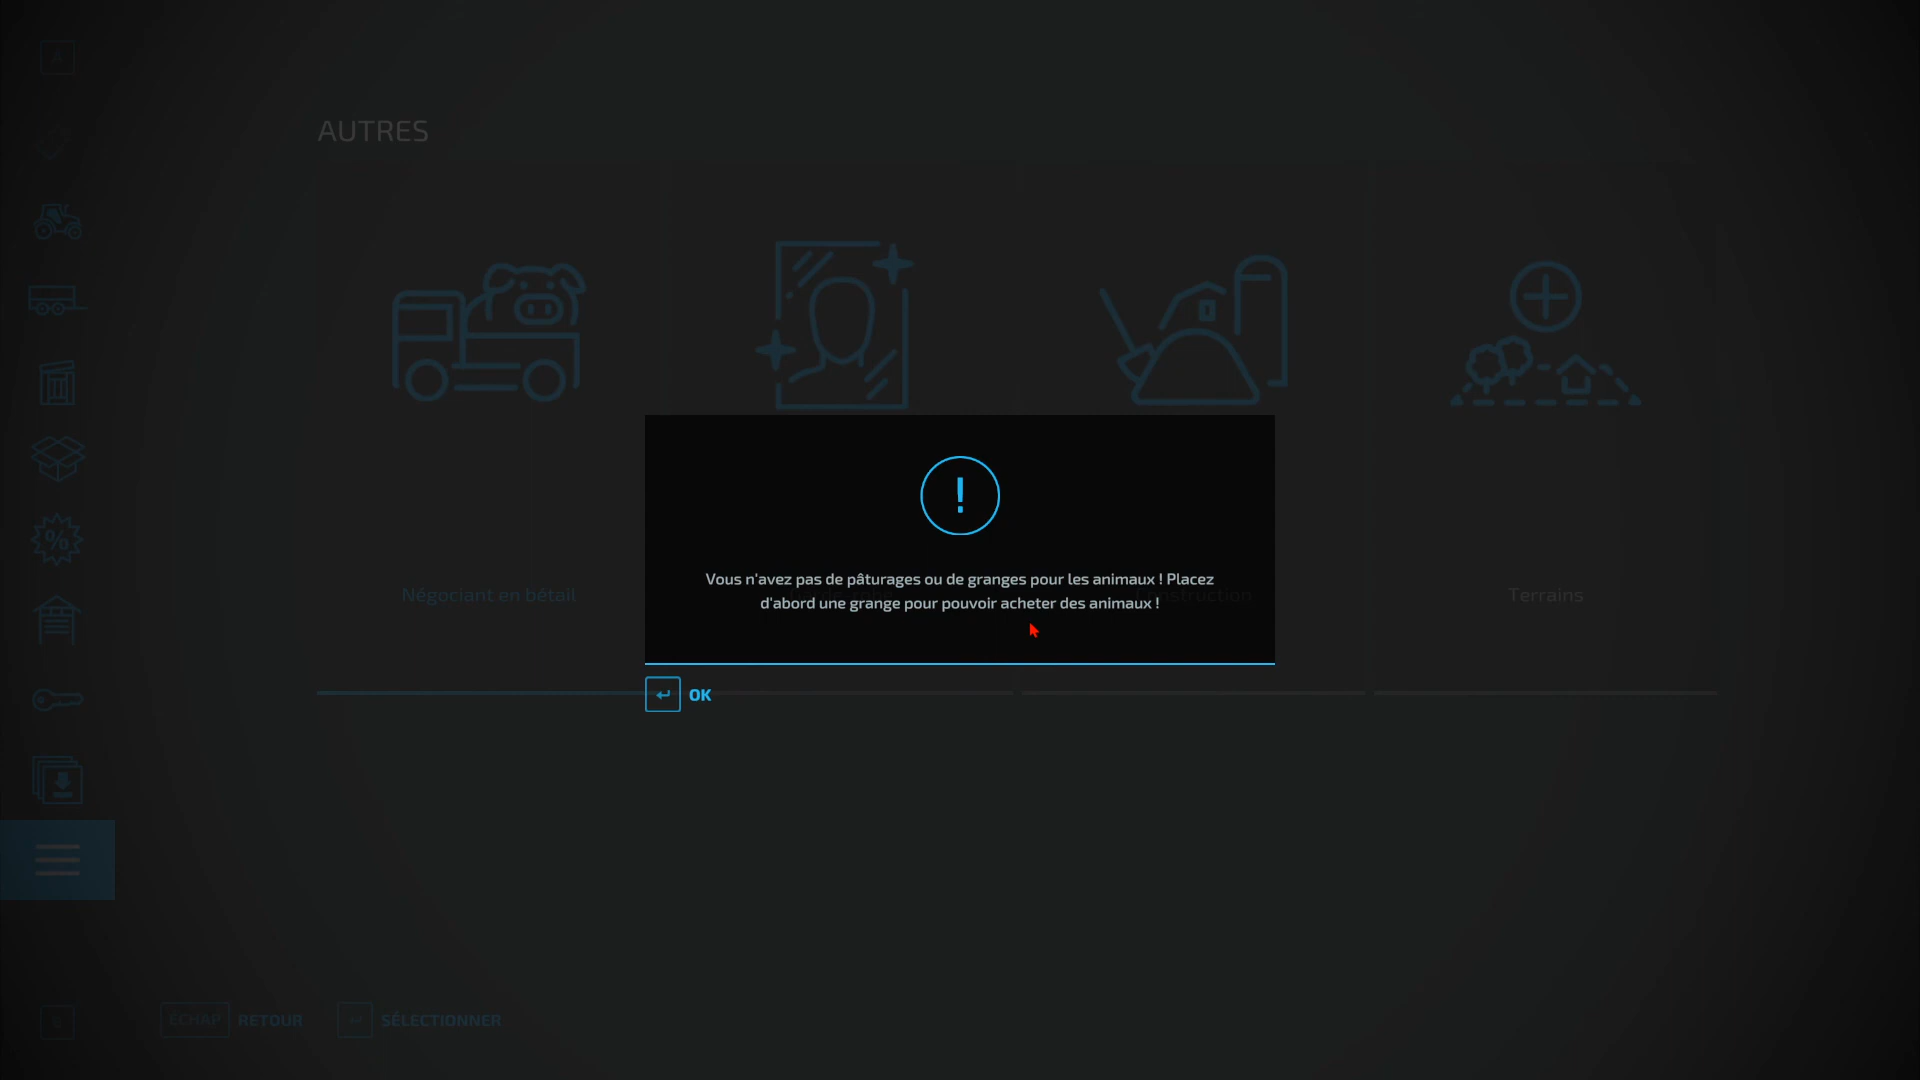 AUTRES
%
Négociant en bétail
Construction
Terrains
Vous n'avez pas de pâturages ou de granges pour les animaux ! Placez
d'abord une grange pour pouvoir acheter des animaux !
OK
ÉCHAP RETOUR
SÉLECTIONNER